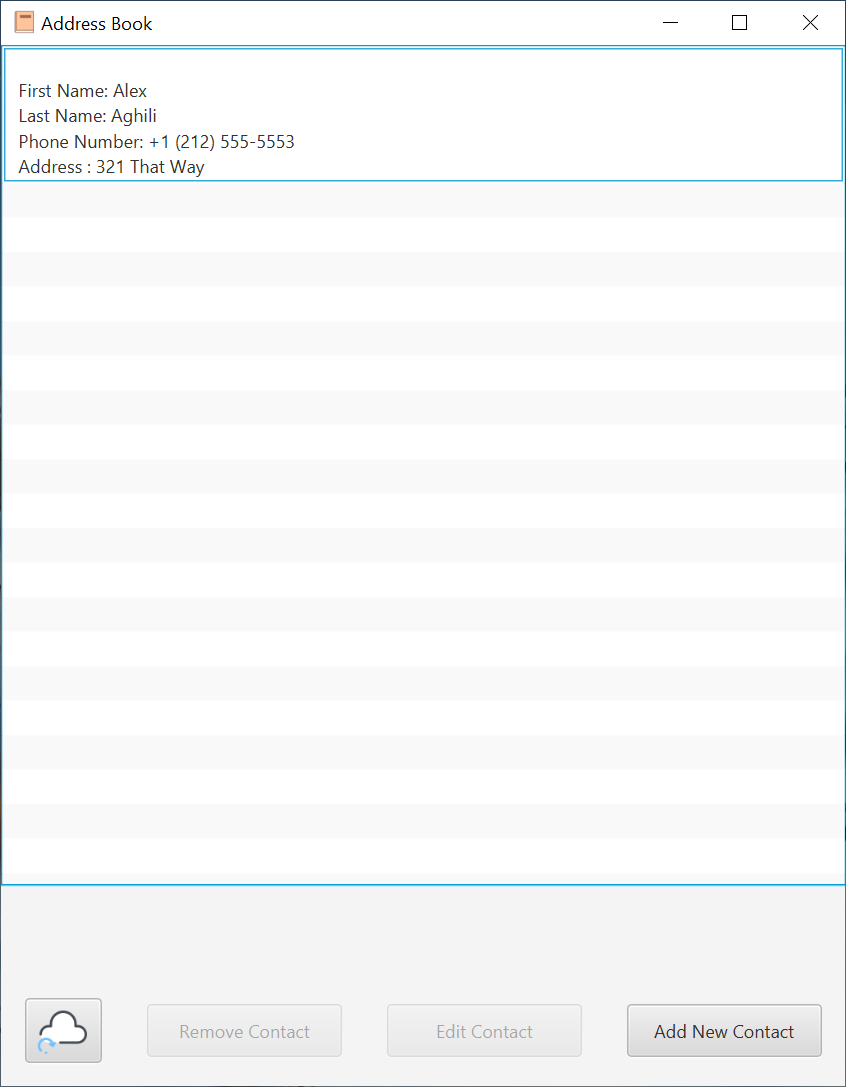 Address Book
First Name: Alex
Last Name: Aghili
Phone Number: +1 (212) 555-5553
Address : 321 That Way
Remove Contact
Edit Contact
Add New Contact